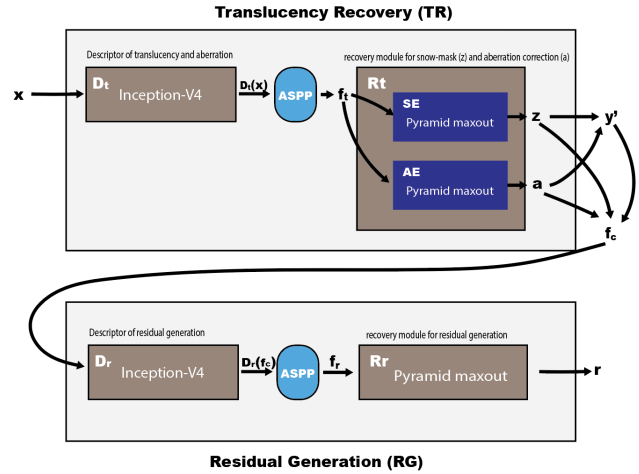 Translucency Recovery (TR)
Descriptor of translucency and aberration
recovery module for snow-mask (z) and aberration correction (a)
x
Dt
Inception-V4
Dt(x)
ASPP
ft
Rt
SE
Pyramid maxout
z
y’
AE
Pyramid maxout
a
fc
Descriptor of residual generation
recovery module for residual generation
Dr
Inception-V4
Dr(fc)
ASPP
fr
Rr
Pyramid maxout
r
Residual Generation (RG)